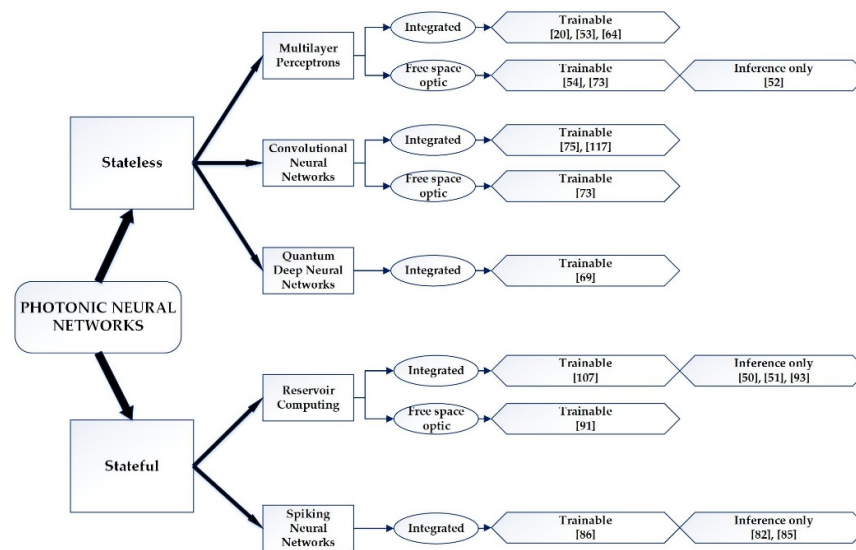 PHOTONIC NEURAL
NETWORKS
Stateless
Multilayer
Perceptrons
Integrated
Trainable
[20], [53], [64]
Free space
optic
Trainable
[54], [73]
Inference only
[52]
Convolutional
Neural
Networks
Integrated
Trainable
[75], [117]
Free space
optic
Trainable
[73]
Quantum
Deep Neural
Networks
Integrated
Trainable
[69]
Stateful
Reservoir
Computing
Integrated
Trainable
[107]
Inference only
[50], [51], [93]
Free space
optic
Trainable
[91]
Spiking
Neural
Networks
Integrated
Trainable
[86]
Inference only
[82], [85]